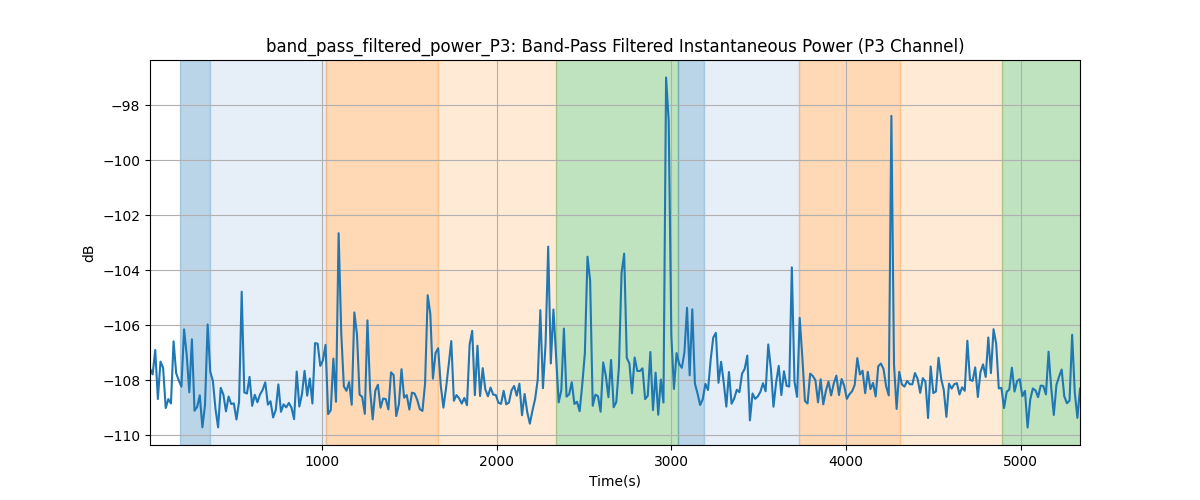 band_pass_filtered_power_P3: Band-Pass Filtered Instantaneous Power (P3 Channel)
dB
−98
−100
−102
−104
−106
−108
−110
1000 2000 3000 4000 5000
Time(s)